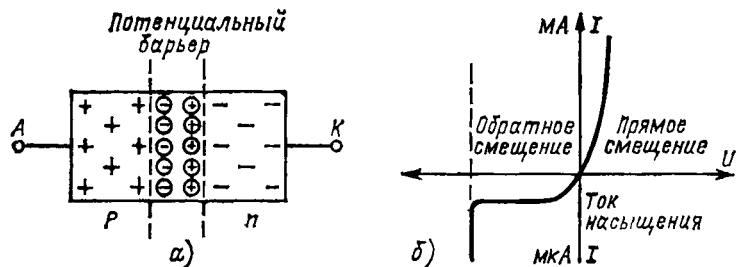 Потенциальный
барьер
А
К
+ + + ⊖ ⊕ − − −
+ + ⊖ ⊕ −
+ + ⊖ ⊕ − −
+ + ⊖ ⊕ −
+ + ⊖ ⊕ − −
P
n
а)
мА I
Обратное
смещение
Прямое
смещение
U
Ток
насыщения
б)
мкА I